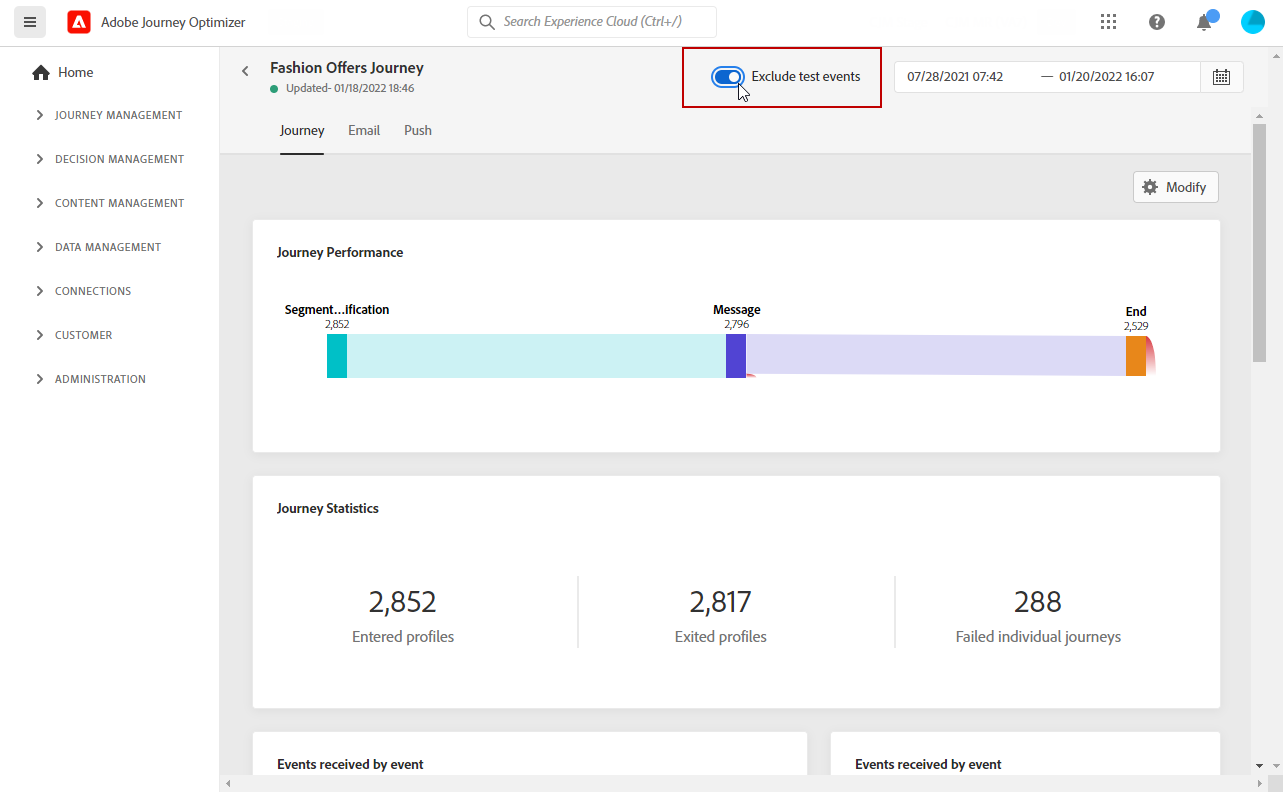 Adobe Journey Optimizer
Search Experience Cloud (Ctrl+/)
Home
JOURNEY MANAGEMENT
DECISION MANAGEMENT
CONTENT MANAGEMENT
DATA MANAGEMENT
CONNECTIONS
CUSTOMER
ADMINISTRATION
Fashion Offers Journey
Updated- 01/18/2022 18:46
Exclude test events
07/28/2021 07:42 — 01/20/2022 16:07
Journey Email Push
Modify
Journey Performance
Segment...ification
2,852
Message
2,796
End
2,529
Journey Statistics
2,852
Entered profiles
2,817
Exited profiles
288
Failed individual journeys
Events received by event
Events received by event